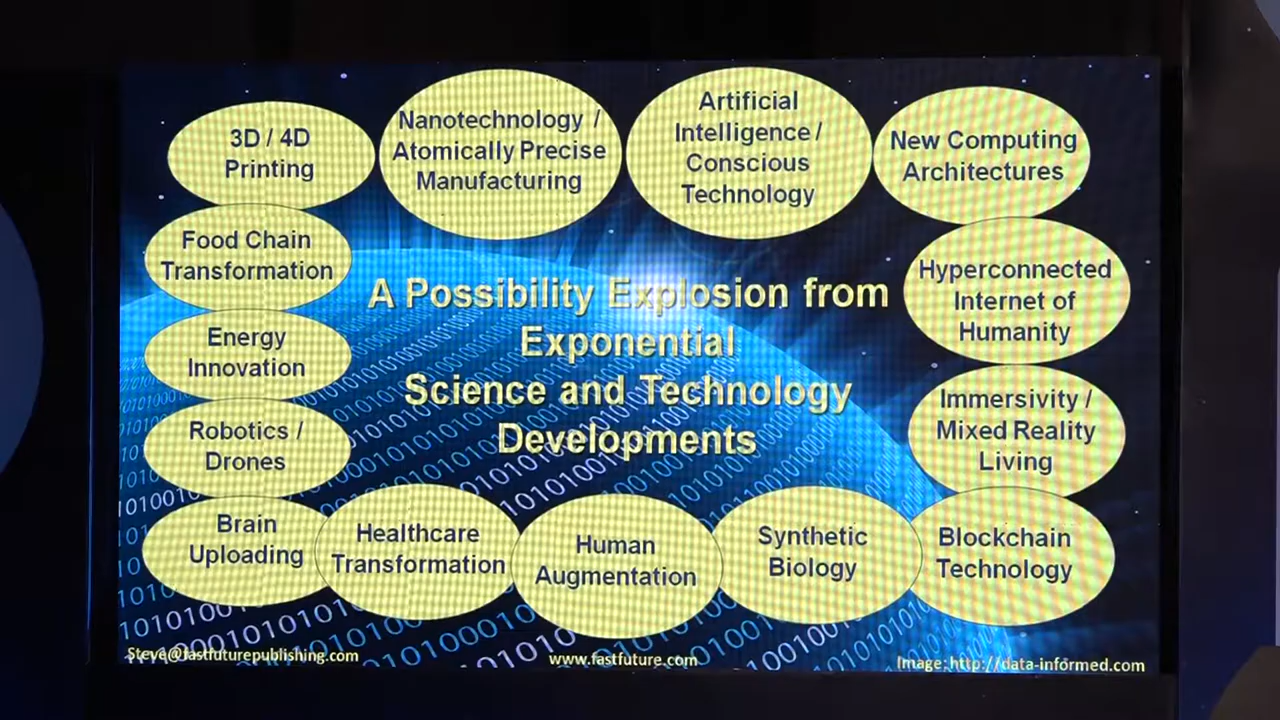 3D / 4D
Printing
Nanotechnology /
Atomically Precise
Manufacturing
Artificial
Intelligence /
Conscious
Technology
New Computing
Architectures
Food Chain
Transformation
Hyperconnected
Internet of
Humanity
A Possibility Explosion from
Exponential
Science and Technology
Developments
Energy
Innovation
Immersivity /
Mixed Reality
Living
Robotics /
Drones
Brain
Uploading
Healthcare
Transformation
Human
Augmentation
Synthetic
Biology
Blockchain
Technology
Steve@fastfuturepublishing.com
www.fastfuture.com
Image: http://data-informed.com